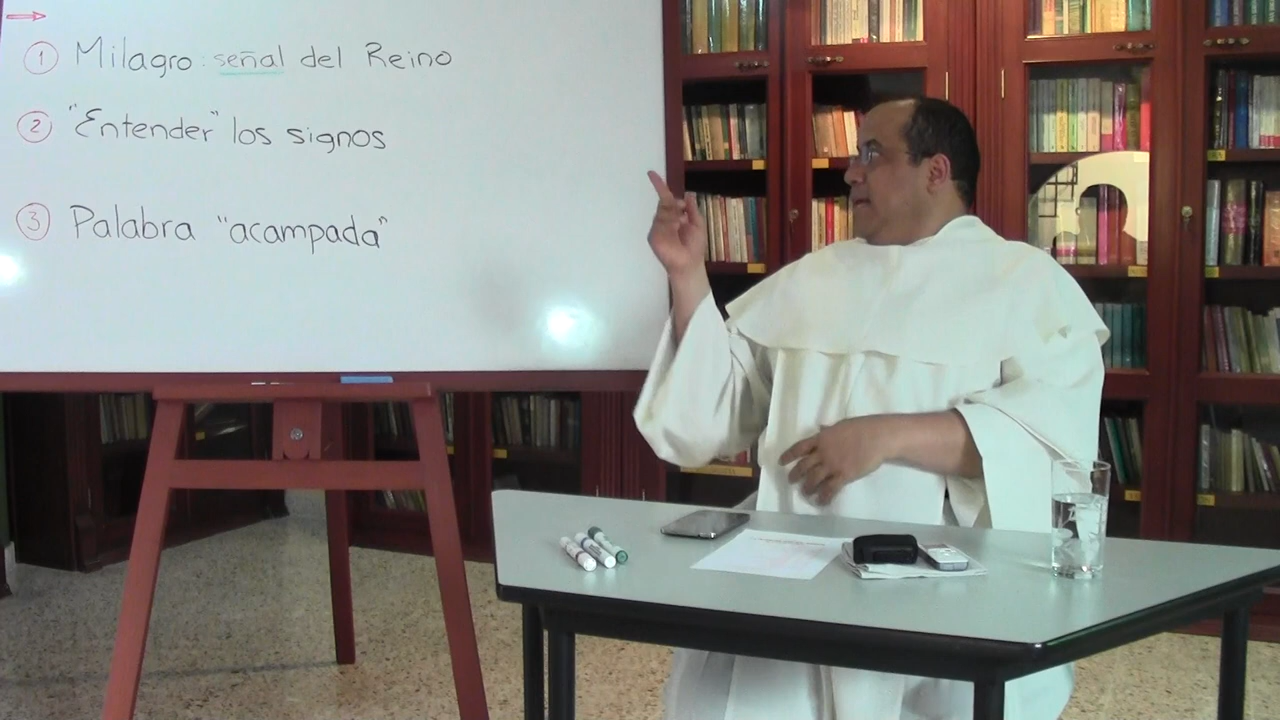 1 Milagro: señal del Reino
2 "Entender" los signos
3 Palabra "acampada"